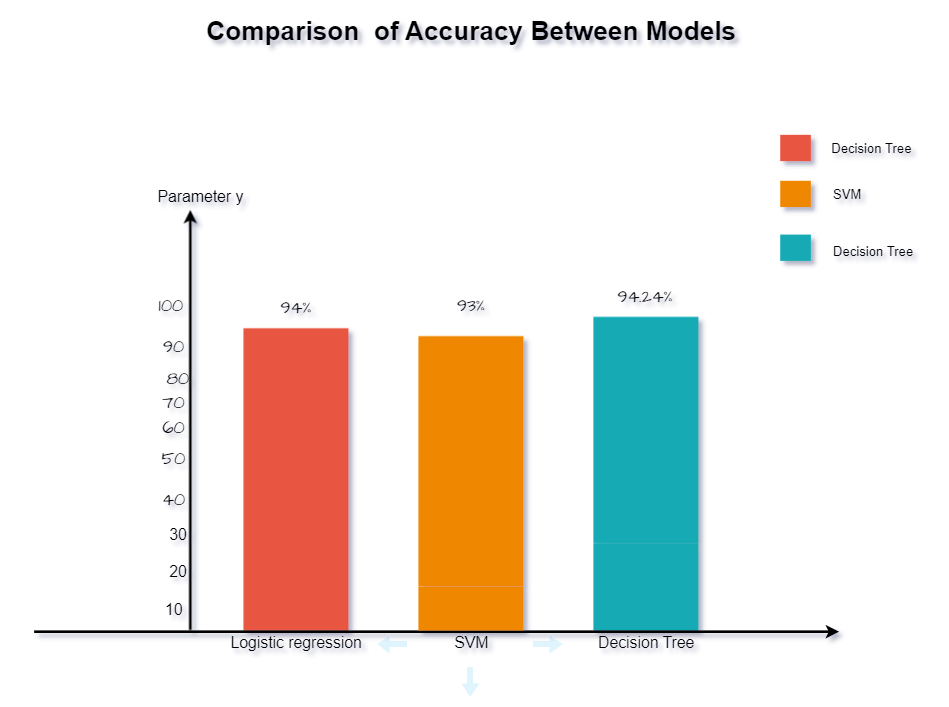 Comparison of Accuracy Between Models
Decision Tree
SVM
Decision Tree
Parameter y
100
90
80
70
60
50
40
30
20
10
94%
93%
94.24%
Logistic regression
SVM
Decision Tree